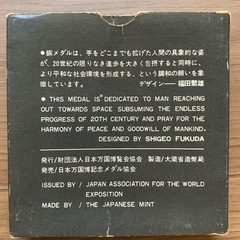 ● 銅メダルは、手をどこまでも拡げた人間の具象的な姿
が、20世紀の限りなき進歩を大きく包括すると同時に、
より平和な社会環境を形成する、という調和の願いを象
徴しています。 デザイン——福田繁雄
● THIS MEDAL IS DEDICATED TO MAN REACHING
OUT TOWARDS SPACE SUBSUMING THE ENDLESS
PROGRESS OF 20TH CENTURY AND PRAY FOR THE
HARMONY OF PEACE AND GOODWILL OF MANKIND.
DESIGNED BY SHIGEO FUKUDA
発行/財団法人日本万国博覧会協会 製造/大蔵省造幣局
発売/日本万国博記念メダル協会
ISSUED BY / JAPAN ASSOCIATION FOR THE WORLD
EXPOSITION
MADE BY / THE JAPANESE MINT